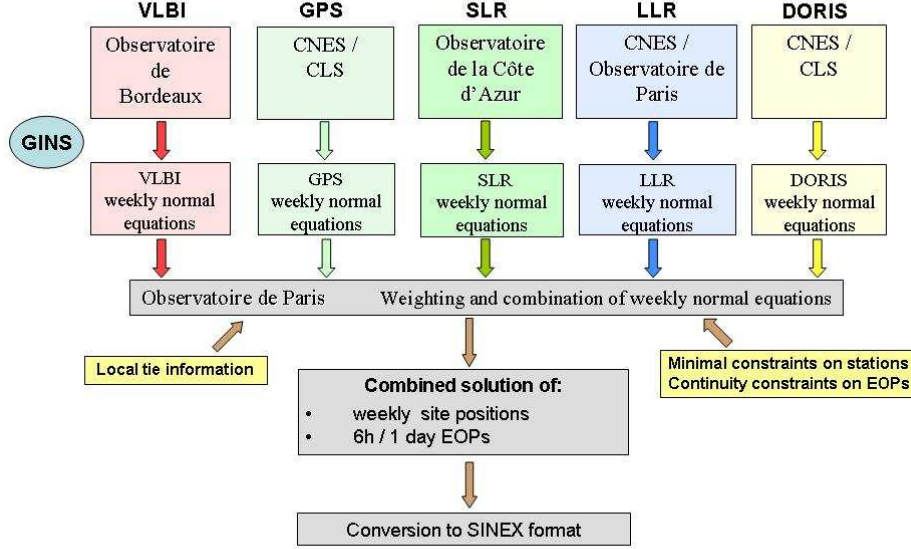 VLBI
GPS
SLR
LLR
DORIS
Observatoire
de
Bordeaux
CNES /
CLS
Observatoire
de la Côte
d'Azur
CNES /
Observatoire de
Paris
CNES /
CLS
GINS
VLBI
weekly normal
equations
GPS
weekly normal
equations
SLR
weekly normal
equations
LLR
weekly normal
equations
DORIS
weekly normal
equations
Observatoire de Paris Weighting and combination of weekly normal equations
Local tie information
Minimal constraints on stations
Continuity constraints on EOPs
Combined solution of:
• weekly site positions
• 6h / 1 day EOPs
Conversion to SINEX format